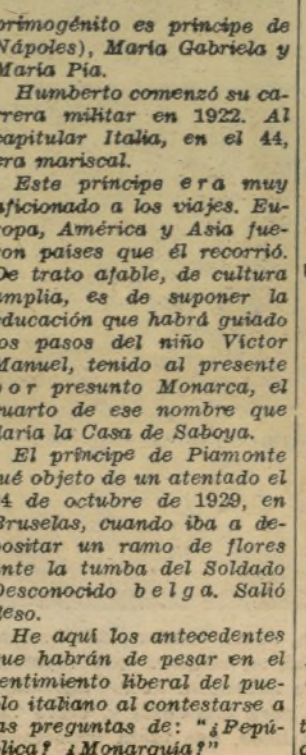 primogénito es príncipe de
Nápoles), María Gabriela y
María Pía.
Humberto comenzó su ca-
rrera militar en 1922. Al
capitular Italia, en el 44,
era mariscal.
Este príncipe era muy
aficionado a los viajes. Eu-
ropa, América y Asia fue-
ron países que él recorrió.
De trato afable, de cultura
amplia, es de suponer la
educación que habrá guiado
los pasos del niño Víctor
Manuel, tenido al presente
por presunto Monarca, el
cuarto de ese nombre que
daría la Casa de Saboya.
El príncipe de Piamonte
fué objeto de un atentado el
4 de octubre de 1929, en
Bruselas, cuando iba a de-
positar un ramo de flores
ante la tumba del Soldado
Desconocido belga. Salió
ileso.
He aquí los antecedentes
que habrán de pesar en el
sentimiento liberal del pue-
blo italiano al contestarse a
las preguntas de: "¿Repú-
blica? ¿Monarquía?"